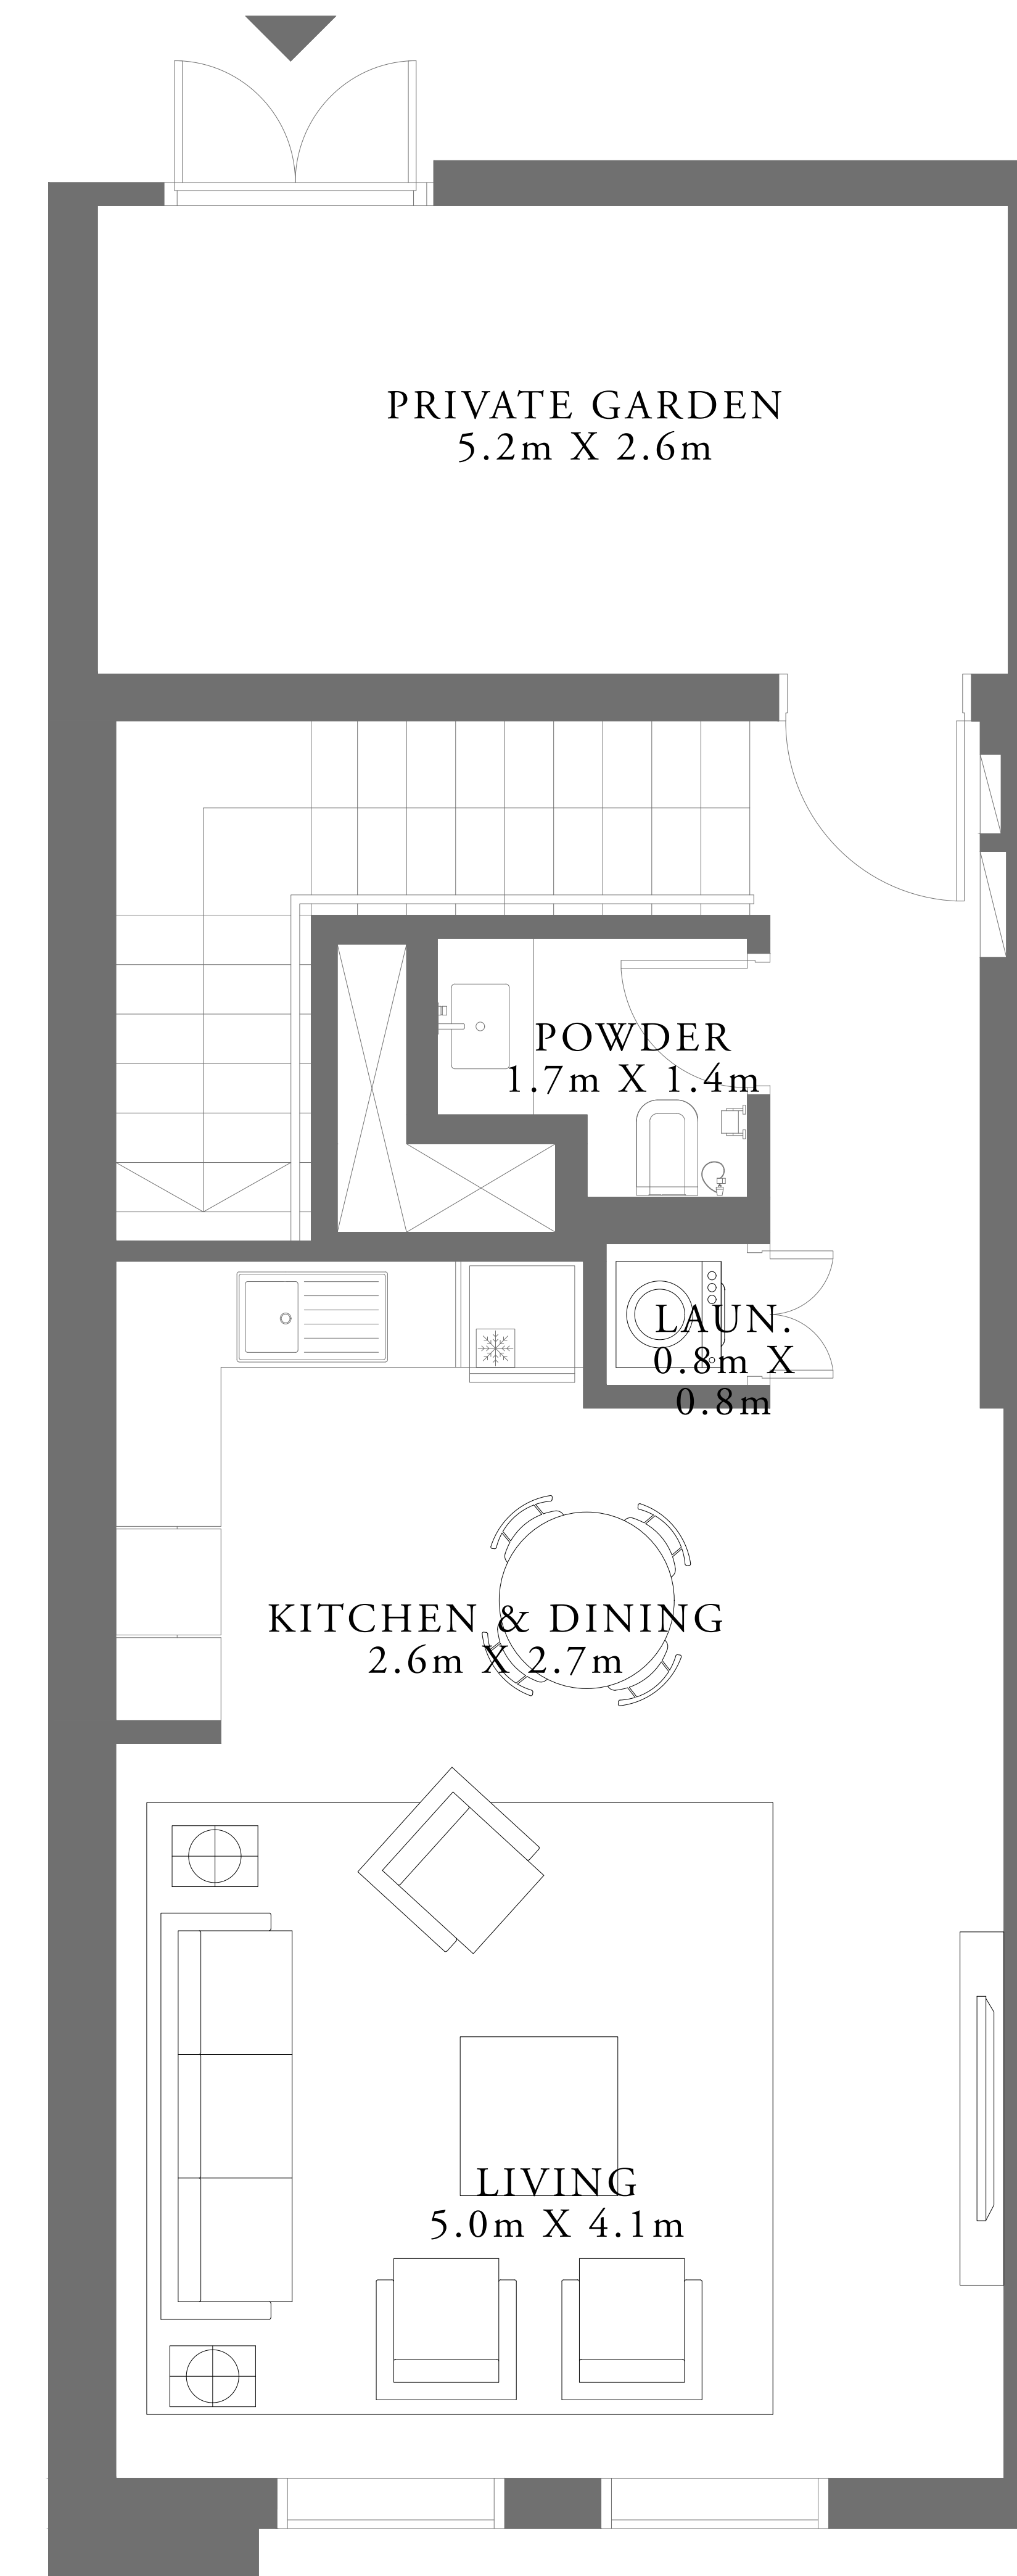 PRIVATE GARDEN
5.2m X 2.6m
POWDER
1.7m X 1.4m
LAUN.
0.8m X
0.8m
KITCHEN & DINING
2.6m X 2.7m
LIVING
5.0m X 4.1m